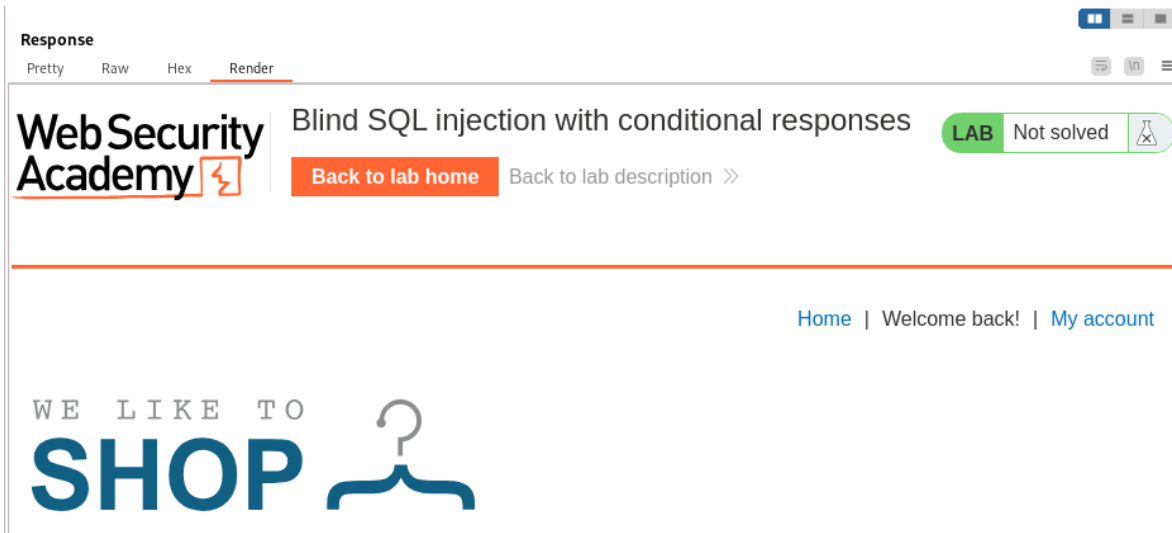 Response
Pretty Raw Hex Render
\n
Web Security
Academy
Blind SQL injection with conditional responses
LAB Not solved
Back to lab home Back to lab description
Home | Welcome back! | My account
WE LIKE TO
SHOP